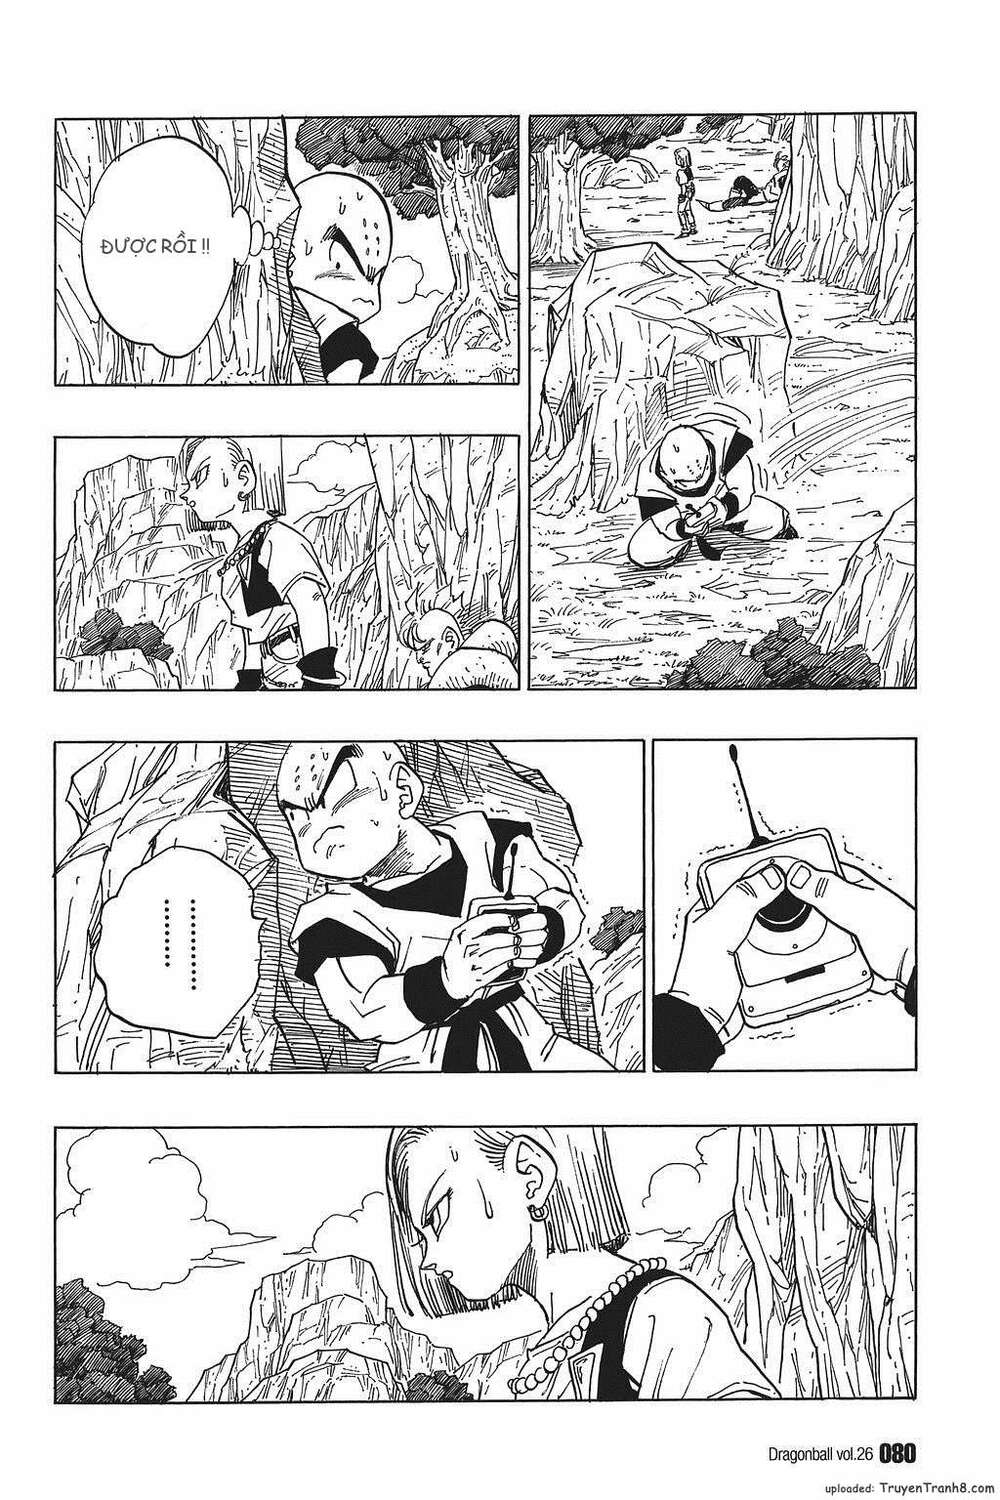 ĐƯỢC RỒI !!
..........
............
Dragonball vol.26 080
uploaded: TruyenTranh8.com